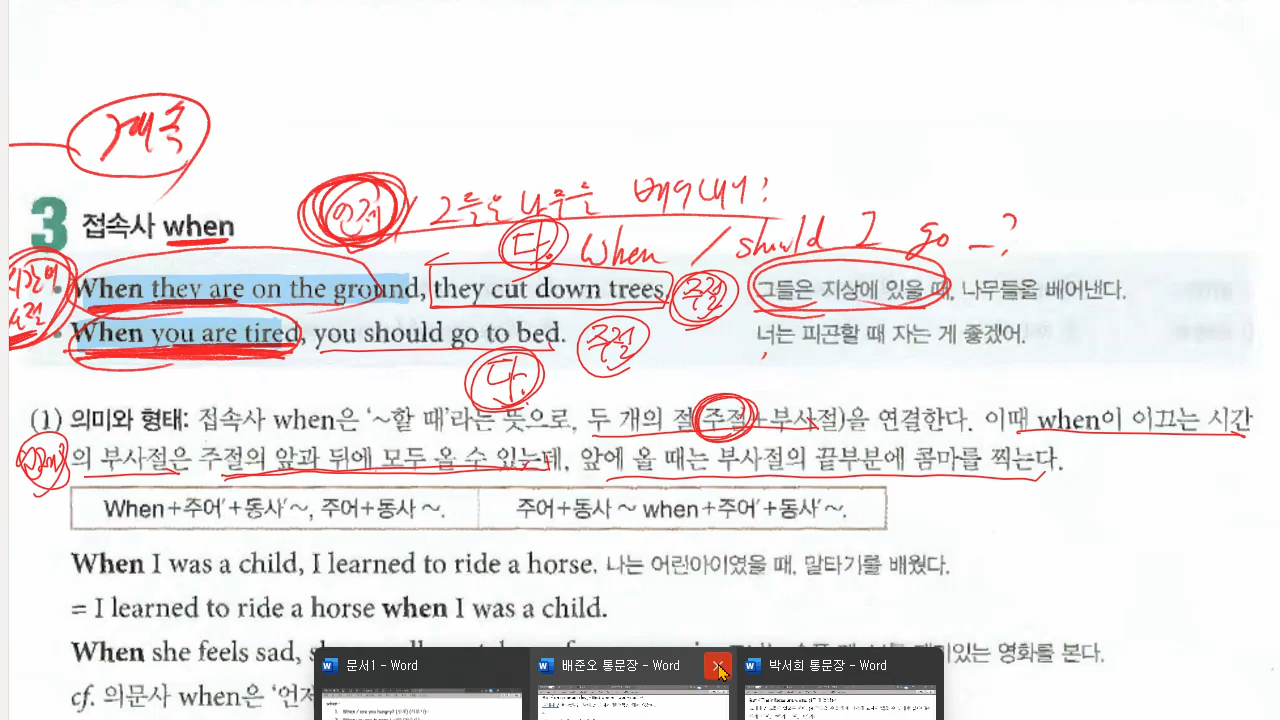 계속
언제 그들은 나무를 베어내니?
3 접속사 when
다. When / should I go ?
When they are on the ground, they cut down trees. 주절 그들은 지상에 있을 때, 나무들을 베어낸다.
When you are tired, you should go to bed. 주절 너는 피곤할 때 자는 게 좋겠어.
다.
(1) 의미와 형태: 접속사 when은 '~할 때'라는 뜻으로, 두 개의 절(주절+부사절)을 연결한다. 이때 when이 이끄는 시간
의 부사절은 주절의 앞과 뒤에 모두 올 수 있는데, 앞에 올 때는 부사절의 끝부분에 콤마를 찍는다.
When+주어′+동사′~, 주어+동사 ~. 주어+동사 ~ when+주어′+동사′~.
When I was a child, I learned to ride a horse. 나는 어린아이였을 때, 말타기를 배웠다.
= I learned to ride a horse when I was a child.
When she feels sad, 있는 영화를 본다.
cf. 의문사 when은 '언
문서1 - Word 배준오 통문장 - Word 박서희 통문장 - Word